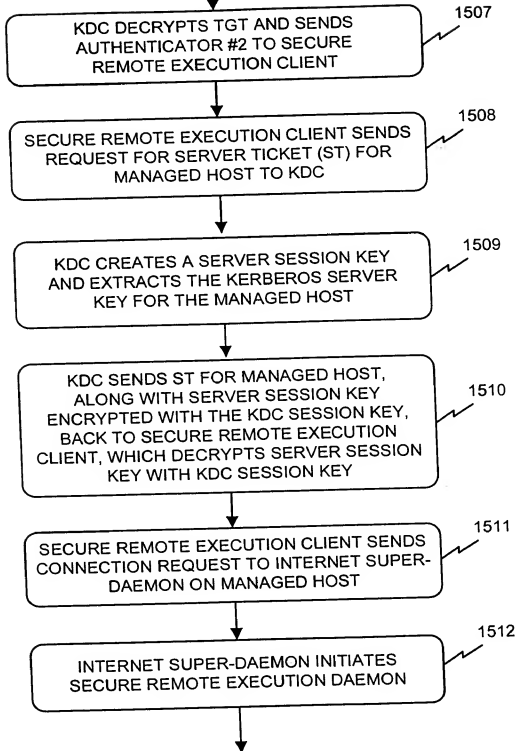 KDC DECRYPTS TGT AND SENDS
AUTHENTICATOR #2 TO SECURE
REMOTE EXECUTION CLIENT
1507
SECURE REMOTE EXECUTION CLIENT SENDS
REQUEST FOR SERVER TICKET (ST) FOR
MANAGED HOST TO KDC
1508
KDC CREATES A SERVER SESSION KEY
AND EXTRACTS THE KERBEROS SERVER
KEY FOR THE MANAGED HOST
1509
KDC SENDS ST FOR MANAGED HOST,
ALONG WITH SERVER SESSION KEY
ENCRYPTED WITH THE KDC SESSION KEY,
BACK TO SECURE REMOTE EXECUTION
CLIENT, WHICH DECRYPTS SERVER SESSION
KEY WITH KDC SESSION KEY
1510
SECURE REMOTE EXECUTION CLIENT SENDS
CONNECTION REQUEST TO INTERNET SUPER-
DAEMON ON MANAGED HOST
1511
INTERNET SUPER-DAEMON INITIATES
SECURE REMOTE EXECUTION DAEMON
1512